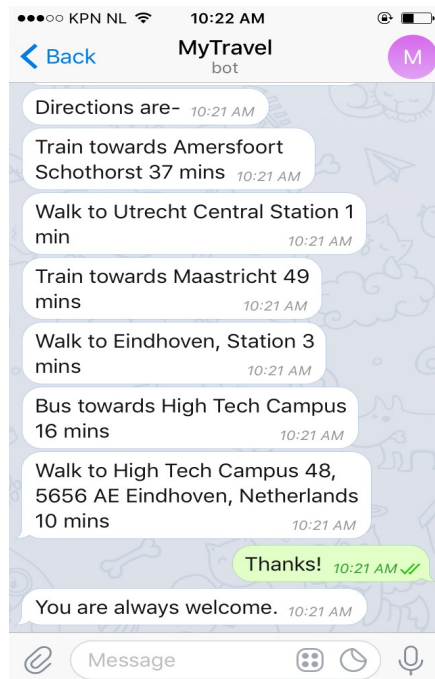 KPN NL 10:22 AM
Back
MyTravel
M
bot
Directions are- 10:21 AM
Train towards Amersfoort
Schothorst 37 mins 10:21 AM
Walk to Utrecht Central Station 1
min 10:21 AM
Train towards Maastricht 49
mins 10:21 AM
Walk to Eindhoven, Station 3
mins 10:21 AM
Bus towards High Tech Campus
16 mins 10:21 AM
Walk to High Tech Campus 48,
5656 AE Eindhoven, Netherlands
10 mins 10:21 AM
Thanks! 10:21 AM
You are always welcome. 10:21 AM
Message